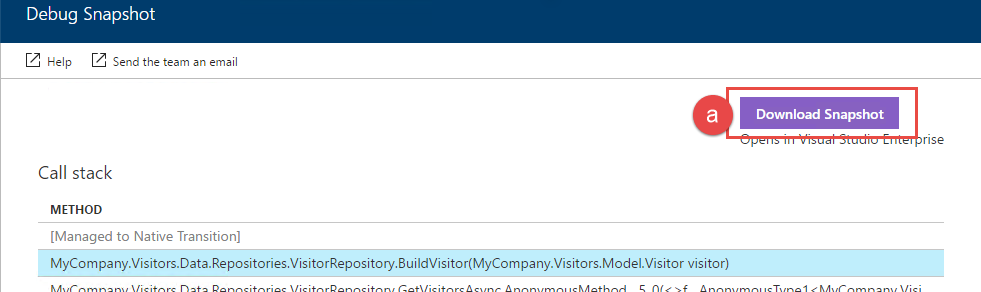 Debug Snapshot
Help Send the team an email
a Download Snapshot
Opens in Visual Studio Enterprise
Call stack
METHOD
[Managed to Native Transition]
MyCompany.Visitors.Data.Repositories.VisitorRepository.BuildVisitor(MyCompany.Visitors.Model.Visitor visitor)
MyCompany.Visitors.Data.Repositories.VisitorRepository.GetVisitorsAsync.AnonymousMethod__5_0(<>f__AnonymousType1<MyCompany.Visi